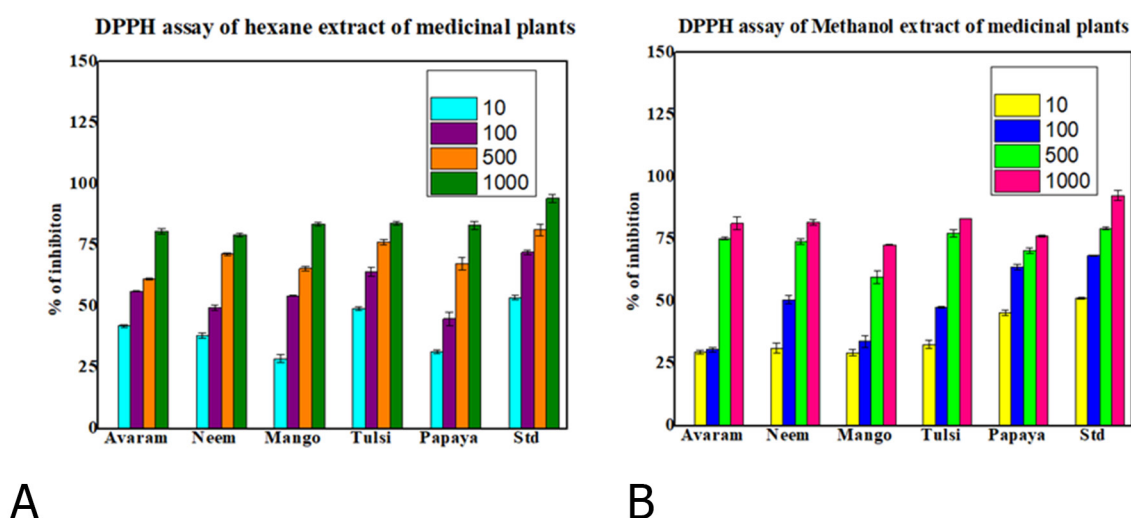 DPPH assay of hexane extract of medicinal plants
% of inhibition
150
125
100
75
50
25
0
10
100
500
1000
Avaram Neem Mango Tulsi Papaya Std
A
DPPH assay of Methanol extract of medicinal plants
% of inhibition
150
125
100
75
50
25
0
10
100
500
1000
Avaram Neem Mango Tulsi Papaya Std
B